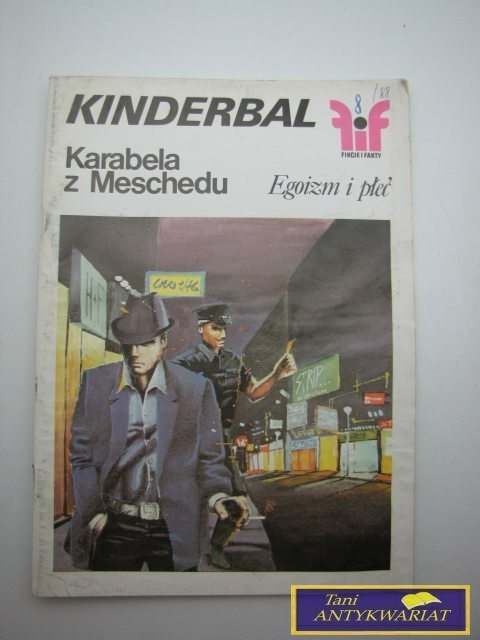 KINDERBAL
/88
8
fif
FIKCJE I FAKTY
Karabela
z Meschedu
Egoizm i płeć
H·F
STRIP...
Tani
ANTYKWARIAT